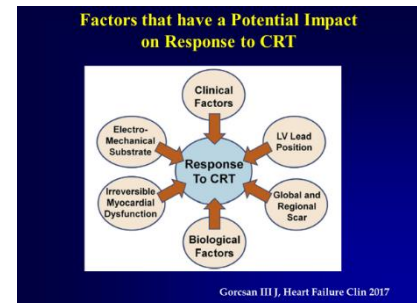 Factors that have a Potential Impact
on Response to CRT
Clinical
Factors
Electro-
Mechanical
Substrate
LV Lead
Position
Response
To CRT
Irreversible
Myocardial
Dysfunction
Global and
Regional
Scar
Biological
Factors
Gorcsan III J, Heart Failure Clin 2017